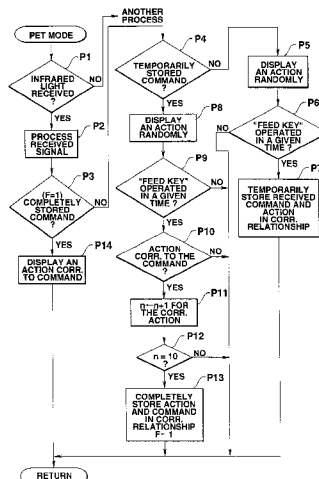 PET MODE
ANOTHER
PROCESS
P1
INFRARED
LIGHT
RECEIVED
?
NO
YES
P2
PROCESS
RECEIVED
SIGNAL
P3
(F=1)
COMPLETELY
STORED
COMMAND
?
NO
YES
P14
DISPLAY AN
ACTION CORR.
TO COMMAND
P4
TEMPORARILY
STORED
COMMAND
?
NO
YES
P8
DISPLAY
AN ACTION
RANDOMLY
P9
"FEED KEY"
OPERATED
IN A GIVEN
TIME ?
NO
YES
P10
ACTION
CORR. TO THE
COMMAND
?
NO
YES
P11
n←n+1 FOR
THE CORR.
ACTION
P12
n = 10
?
NO
YES
P13
COMPLETELY
STORE ACTION
AND COMMAND
IN CORR.
RELATIONSHIP
F←1
P5
DISPLAY
AN ACTION
RANDOMLY
P6
"FEED KEY"
OPERATED
IN A GIVEN
TIME ?
NO
YES
P7
TEMPORARILY
STORE RECEIVED
COMMAND AND
ACTION
IN CORR.
RELATIONSHIP
RETURN